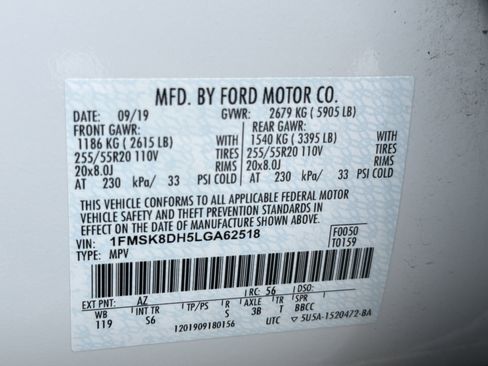 MFD. BY FORD MOTOR CO.
DATE: 09/19 GVWR: 2679 KG ( 5905 LB)
FRONT GAWR: REAR GAWR:
1186 KG ( 2615 LB) WITH 1540 KG ( 3395 LB) WITH
255/55R20 110V TIRES 255/55R20 110V TIRES
20x8.0J RIMS 20x8.0J RIMS
AT 230 kPa/ 33 PSI COLD AT 230 kPa/ 33 PSI COLD
THIS VEHICLE CONFORMS TO ALL APPLICABLE FEDERAL MOTOR
VEHICLE SAFETY AND THEFT PREVENTION STANDARDS IN
EFFECT ON THE DATE OF MANUFACTURE SHOWN ABOVE.
VIN: 1FMSK8DH5LGA62518 F0050
TYPE: MPV T0159
EXT PNT: AZ RC: 56 DSO:
WB INT TR TP/PS R AXLE TR SPR
119 S6 S 3B T BBCC
1201909180156 UTC 5U5A-1520472-BA